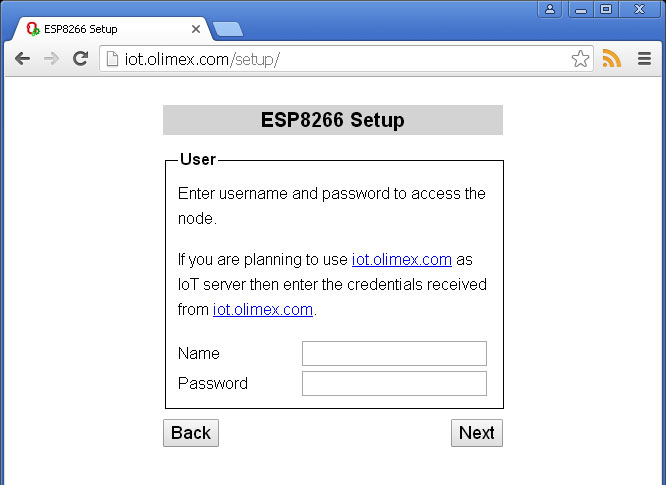 ESP8266 Setup
iot.olimex.com/setup/
ESP8266 Setup
User
Enter username and password to access the
node.
If you are planning to use iot.olimex.com as
IoT server then enter the credentials received
from iot.olimex.com.
Name
Password
Back Next